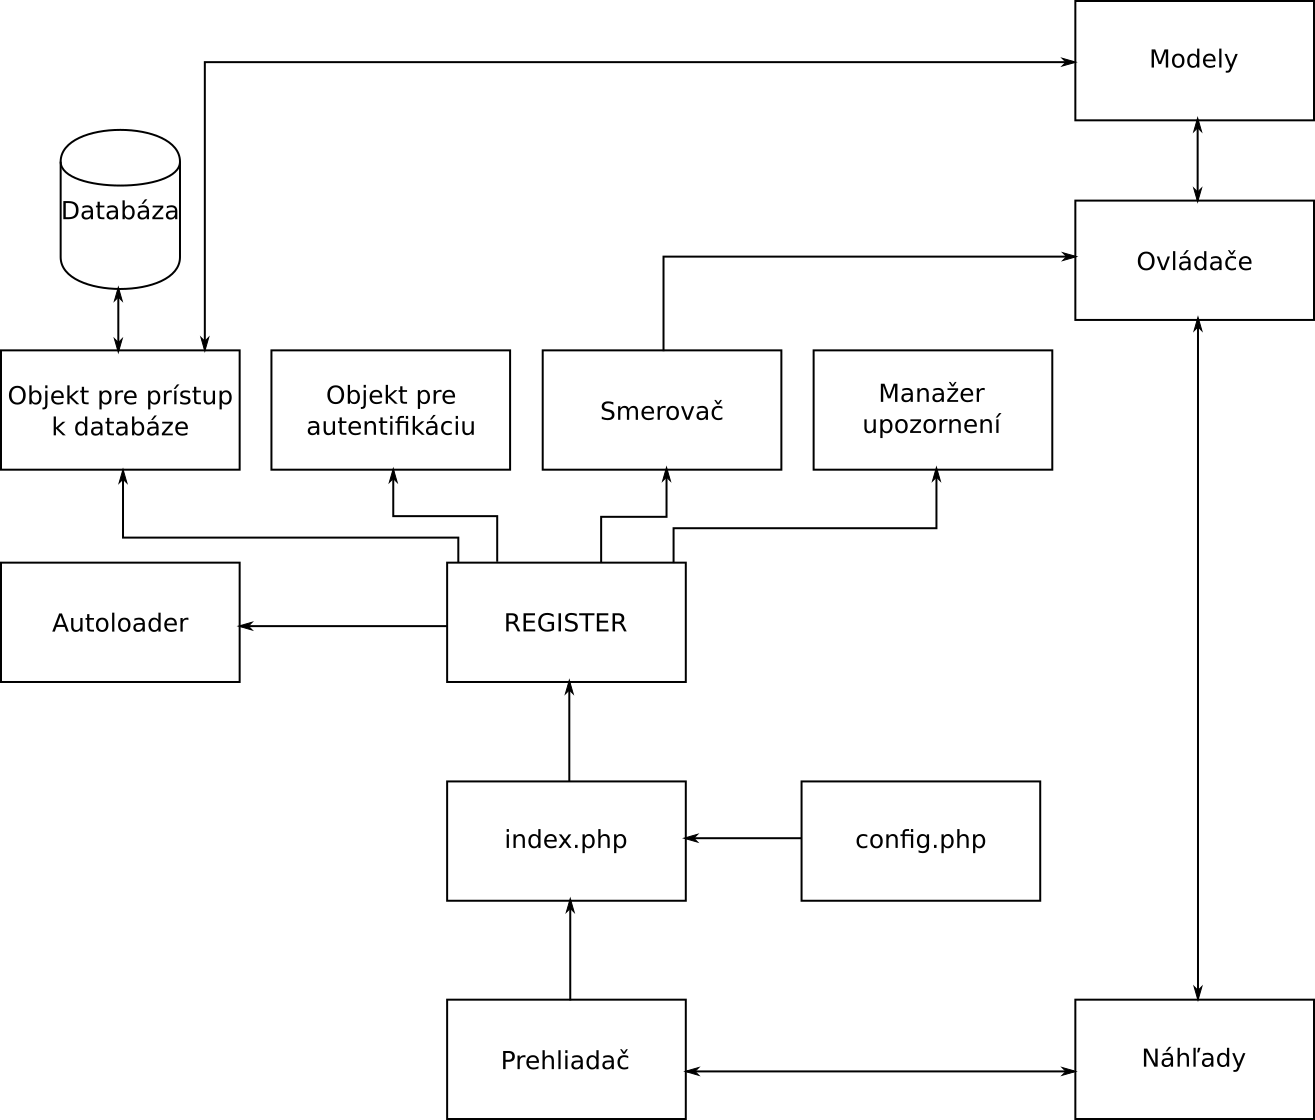 Modely
Databáza
Ovládače
Objekt pre prístup
k databáze
Objekt pre
autentifikáciu
Smerovač
Manažer
upozornení
Autoloader
REGISTER
index.php
config.php
Prehliadač
Náhľady